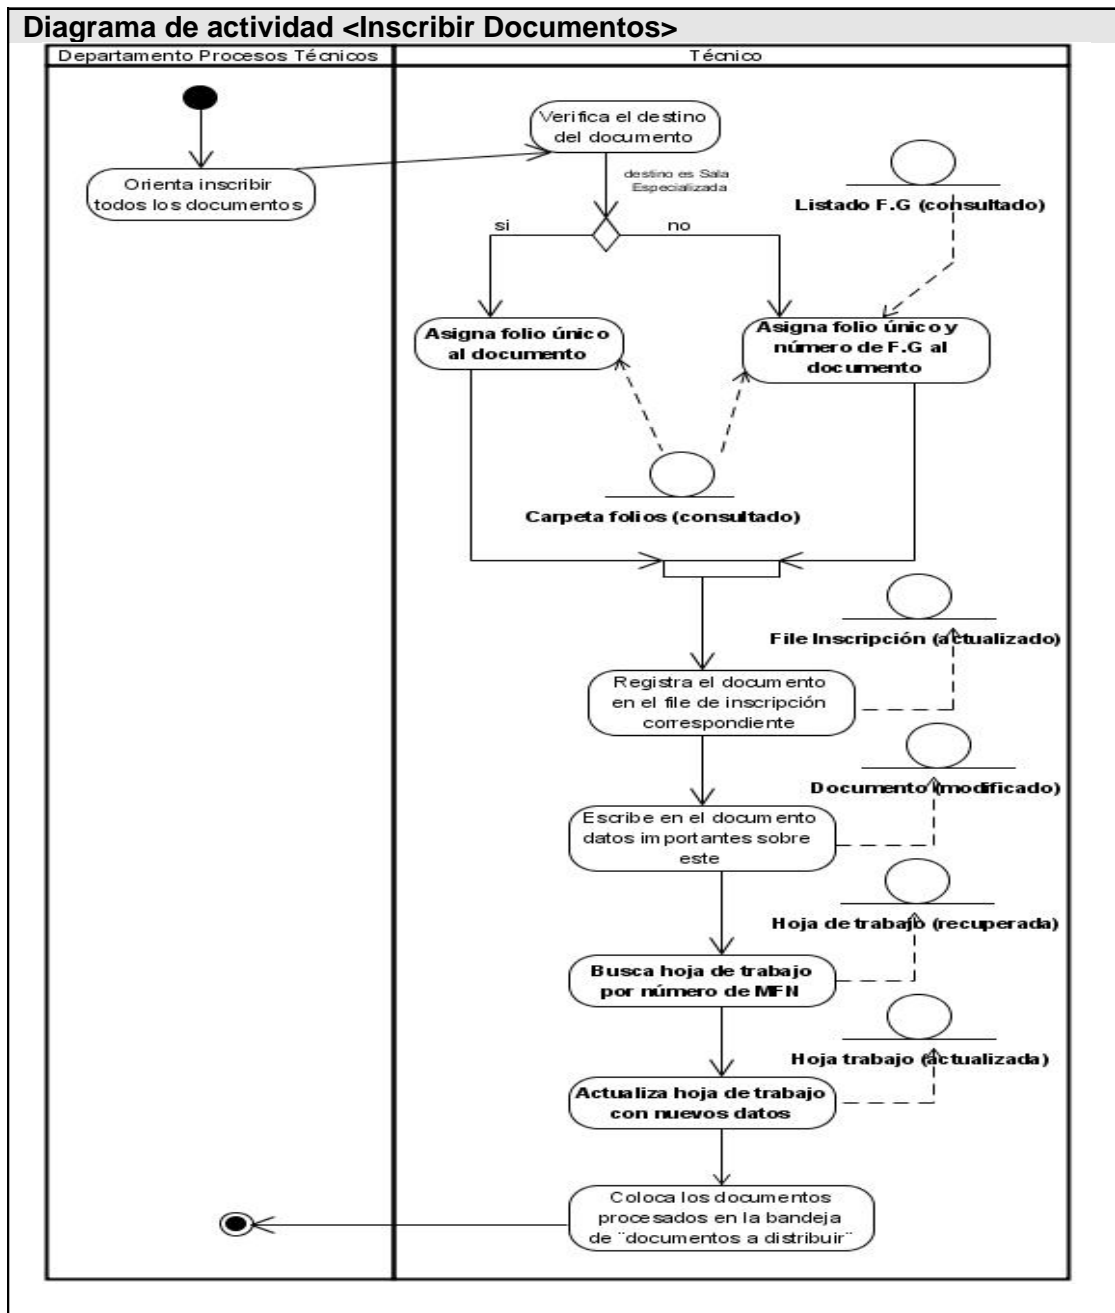 Diagrama de actividad <Inscribir Documentos>
Departamento Procesos Técnicos
Técnico
Verifica el destino
del documento
Orienta inscribir
todos los documentos
destino es Sala
Especializada
Listado F.G (consultado)
si
no
Asigna folio único
al documento
Asigna folio único y
número de F.G al
documento
Carpeta folios (consultado)
File Inscripción (actualizado)
Registra el documento
en el file de inscripción
correspondiente
Documento (modificado)
Escribe en el documento
datos importantes sobre
este
Hoja de trabajo (recuperada)
Busca hoja de trabajo
por número de MFN
Hoja trabajo (actualizada)
Actualiza hoja de trabajo
con nuevos datos
Coloca los documentos
procesados en la bandeja
de ¨documentos a distribuir¨